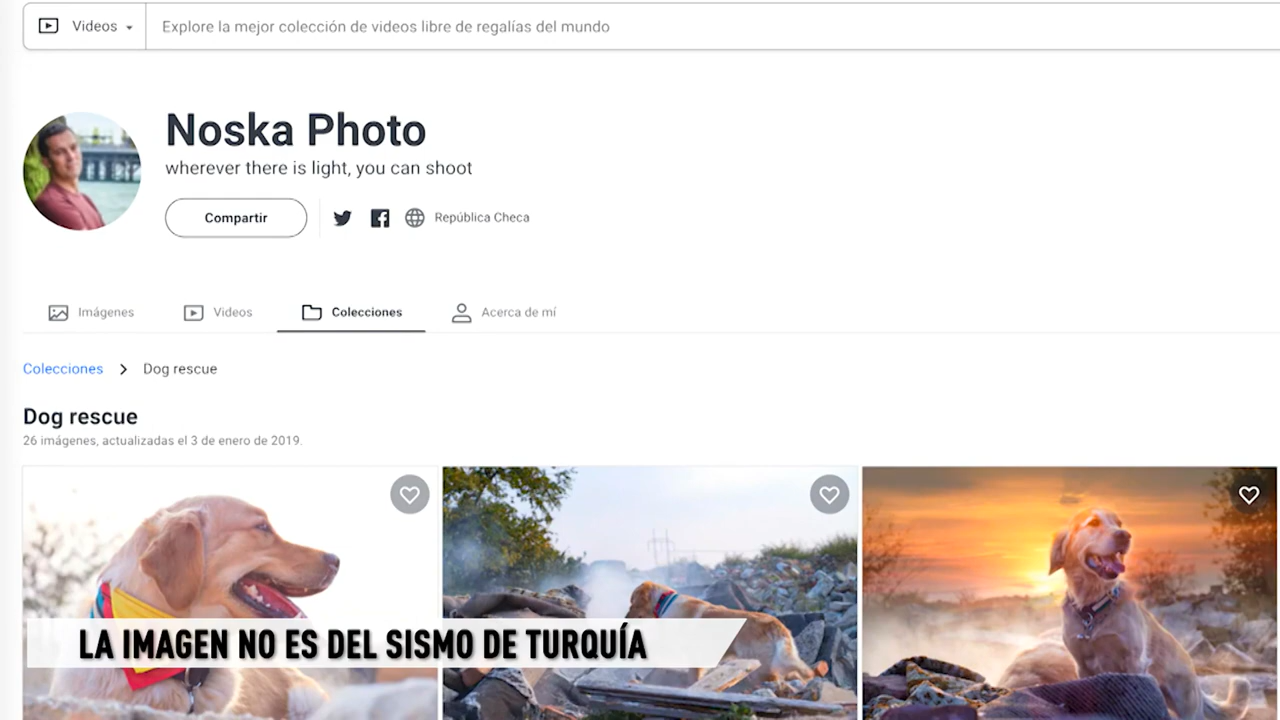 Videos
Explore la mejor colección de videos libre de regalías del mundo
Noska Photo
wherever there is light, you can shoot
Compartir
República Checa
Imágenes
Videos
Colecciones
Acerca de mí
Colecciones
Dog rescue
Dog rescue
26 imágenes, actualizadas el 3 de enero de 2019.
LA IMAGEN NO ES DEL SISMO DE TURQUÍA